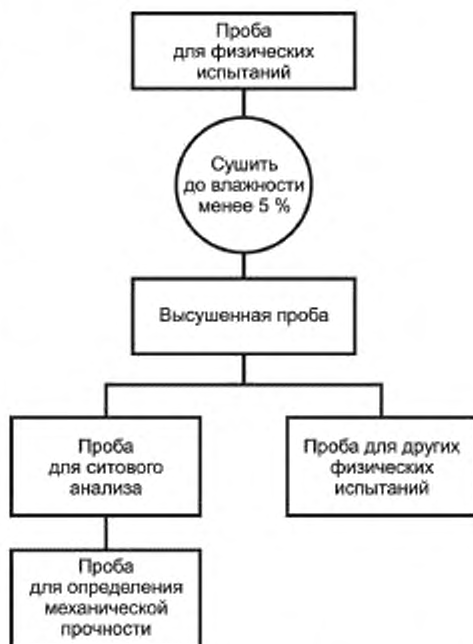 Проба
для физических
испытаний
Сушить
до влажности
менее 5 %
Высушенная проба
Проба
для ситового
анализа
Проба для других
физических
испытаний
Проба
для определения
механической
прочности